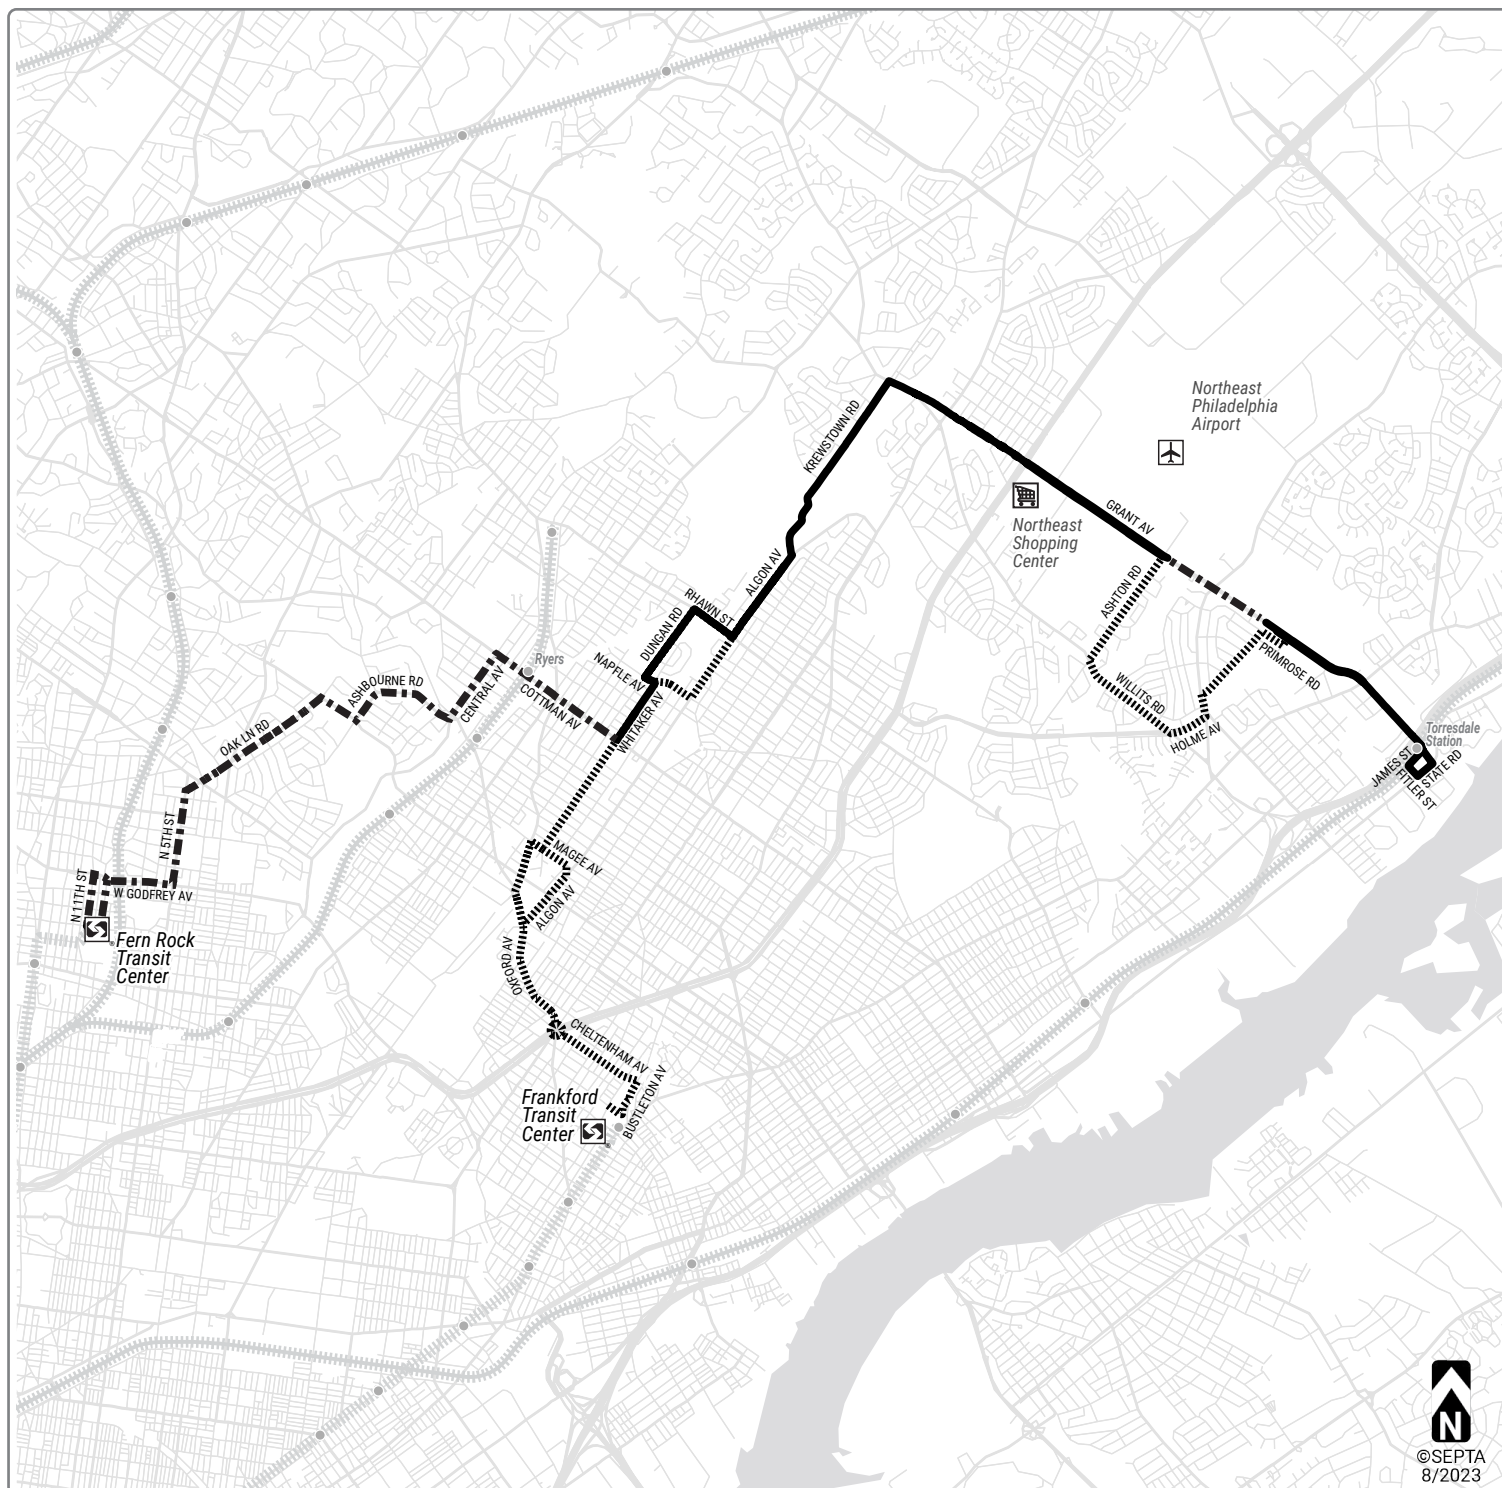 Northeast
Philadelphia
Airport
KREWSTOWN RD
Northeast
Shopping
Center
GRANT AV
ALGON AV
ASHTON RD
RHAWN ST
DUNGAN RD
NAPFLE AV
PRIMROSE RD
Ryers
ASHBOURNE RD
CENTRAL AV
COTTMAN AV
WHITAKER AV
WILLITS RD
HOLME AV
OAK LN RD
Torresdale
Station
JAMES ST
STATE RD
FITLER ST
N 5TH ST
MAGEE AV
N 11TH ST
W GODFREY AV
ALGON AV
Fern Rock
Transit
Center
OXFORD AV
CHELTENHAM AV
Frankford
Transit
Center
BUSTLETON AV
N
©SEPTA
8/2023